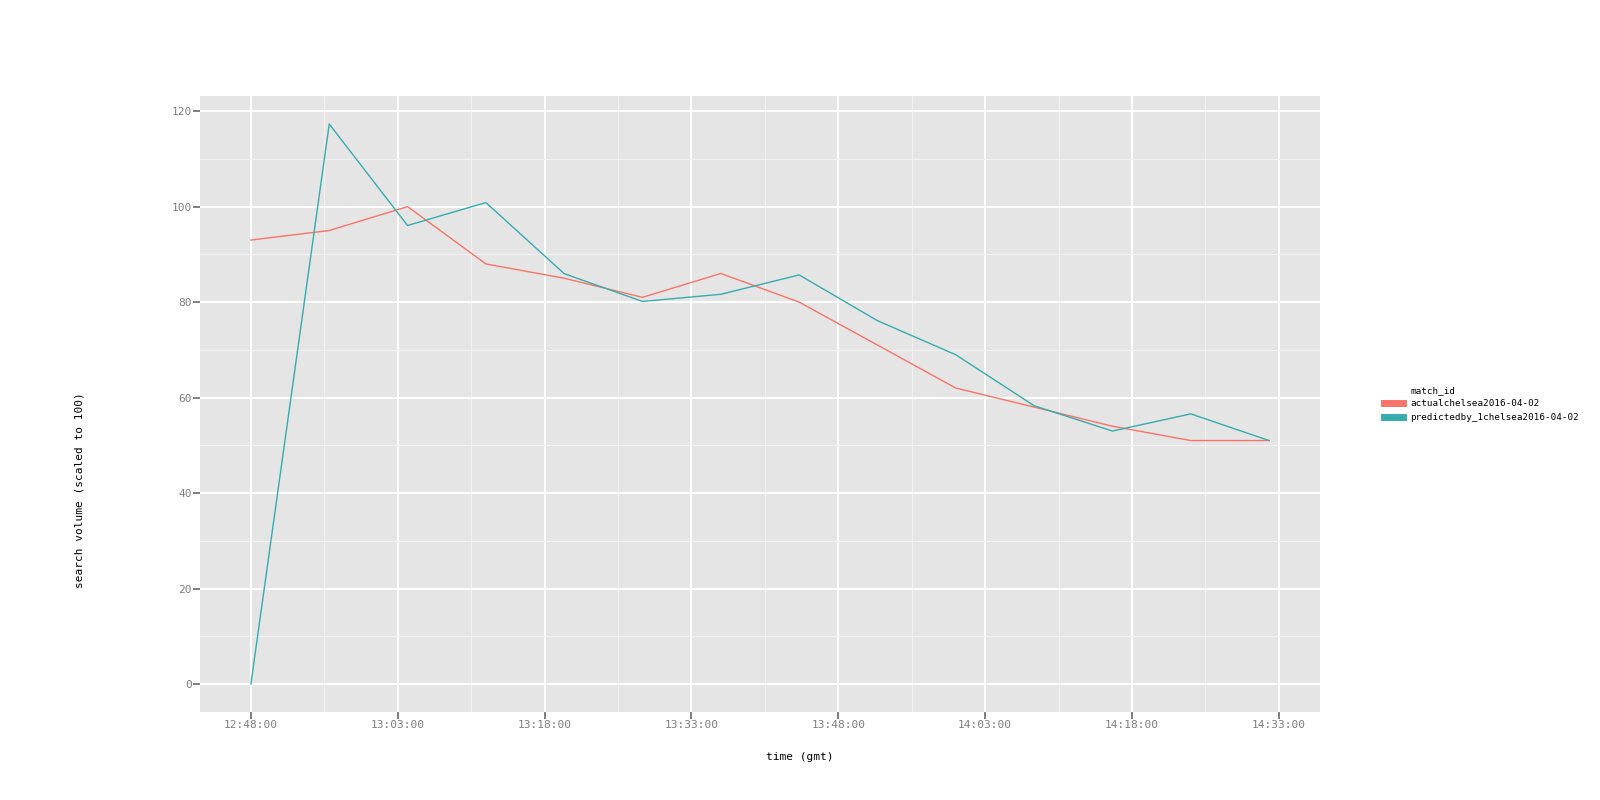 120
100
80
60
40
20
0
search volume (scaled to 100)
12:48:00 13:03:00 13:18:00 13:33:00 13:48:00 14:03:00 14:18:00 14:33:00
time (gmt)
match_id
actualchelsea2016-04-02
predictedby_1chelsea2016-04-02